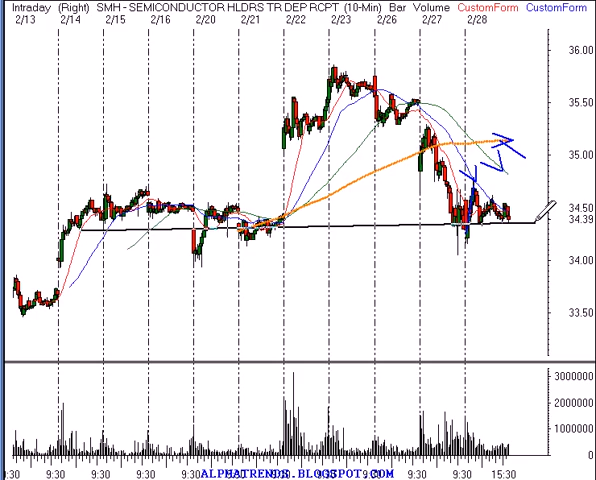 Intraday (Right) SMH - SEMICONDUCTOR HLDRS TR DEP RCPT (10-Min) Bar Volume CustomForm CustomForm
2/13 2/14 2/15 2/16 2/20 2/21 2/22 2/23 2/26 2/27 2/28
36.00
35.50
35.00
34.50
34.39
34.00
33.50
3000000
2000000
1000000
0
9:30 9:30 9:30 9:30 9:30 9:30 9:30 9:30 15:30
ALPHATRENDS.BLOGSPOT.COM